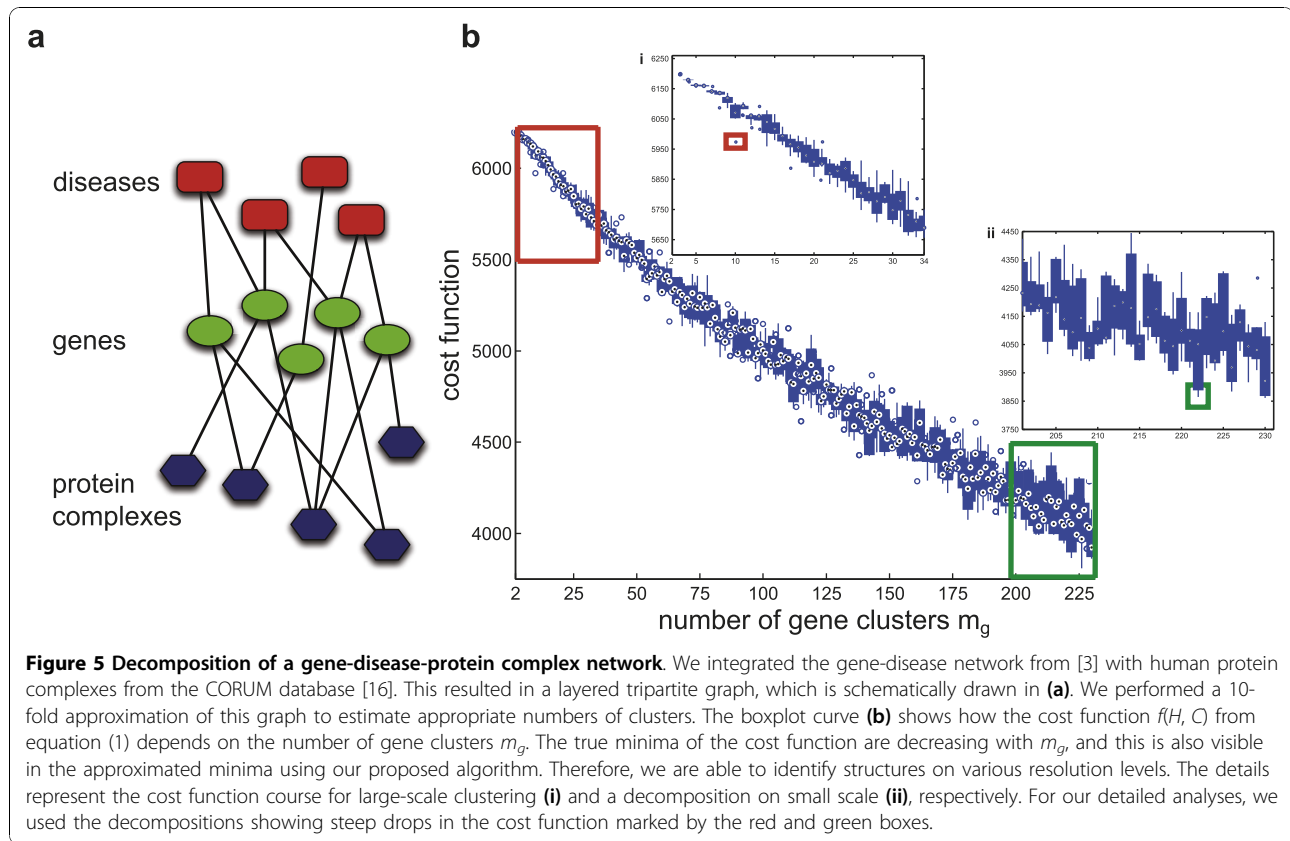 a
diseases
genes
protein
complexes
b
cost function
6000
5500
5000
4500
4000
2
25
50
75
100
125
150
175
200
225
number of gene clusters mg
i
6250
6150
6050
5950
5850
5750
5650
2
5
10
15
20
25
30
34
ii
4450
4350
4250
4150
4050
3950
3850
3750
205
210
215
220
225
230
Figure 5 Decomposition of a gene-disease-protein complex network. We integrated the gene-disease network from [3] with human protein
complexes from the CORUM database [16]. This resulted in a layered tripartite graph, which is schematically drawn in (a). We performed a 10-
fold approximation of this graph to estimate appropriate numbers of clusters. The boxplot curve (b) shows how the cost function f(H, C) from
equation (1) depends on the number of gene clusters mg. The true minima of the cost function are decreasing with mg, and this is also visible
in the approximated minima using our proposed algorithm. Therefore, we are able to identify structures on various resolution levels. The details
represent the cost function course for large-scale clustering (i) and a decomposition on small scale (ii), respectively. For our detailed analyses, we
used the decompositions showing steep drops in the cost function marked by the red and green boxes.